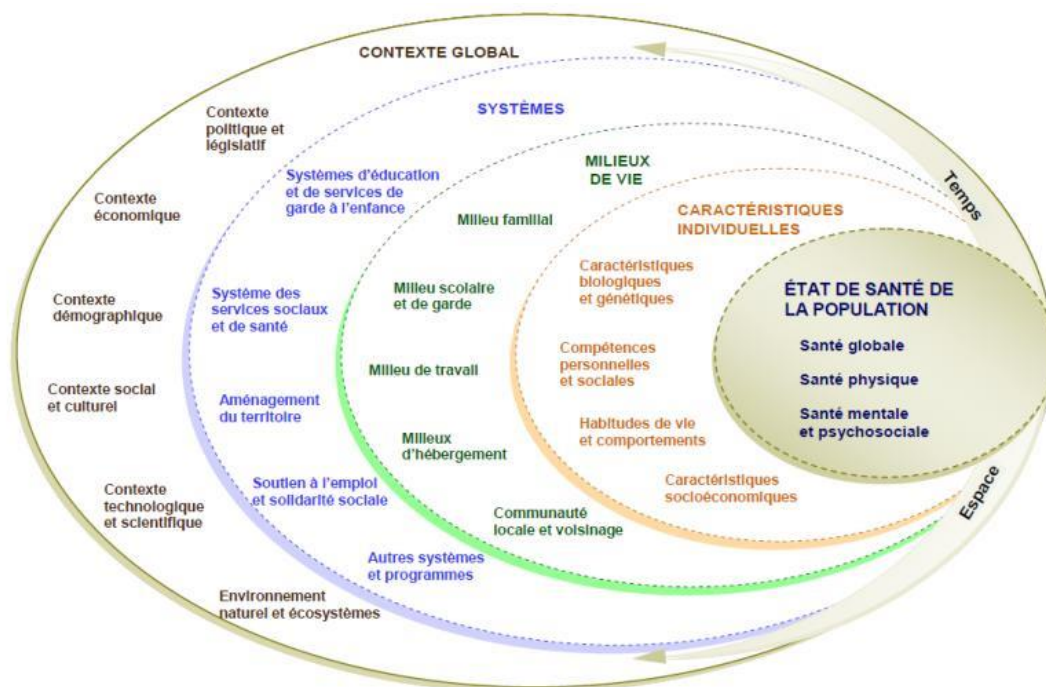 CONTEXTE GLOBAL
Contexte
politique et
législatif
Contexte
économique
Contexte
démographique
Contexte social
et culturel
Contexte
technologique
et scientifique
Environnement
naturel et écosystèmes
SYSTÈMES
Systèmes d'éducation
et de services de
garde à l'enfance
Système des
services sociaux
et de santé
Aménagement
du territoire
Soutien à l'emploi
et solidarité sociale
Autres systèmes
et programmes
MILIEUX
DE VIE
Milieu familial
Milieu scolaire
et de garde
Milieu de travail
Milieux
d'hébergement
Communauté
locale et voisinage
CARACTÉRISTIQUES
INDIVIDUELLES
Caractéristiques
biologiques
et génétiques
Compétences
personnelles
et sociales
Habitudes de vie
et comportements
Caractéristiques
socioéconomiques
ÉTAT DE SANTÉ DE
LA POPULATION
Santé globale
Santé physique
Santé mentale
et psychosociale
Temps
Espace